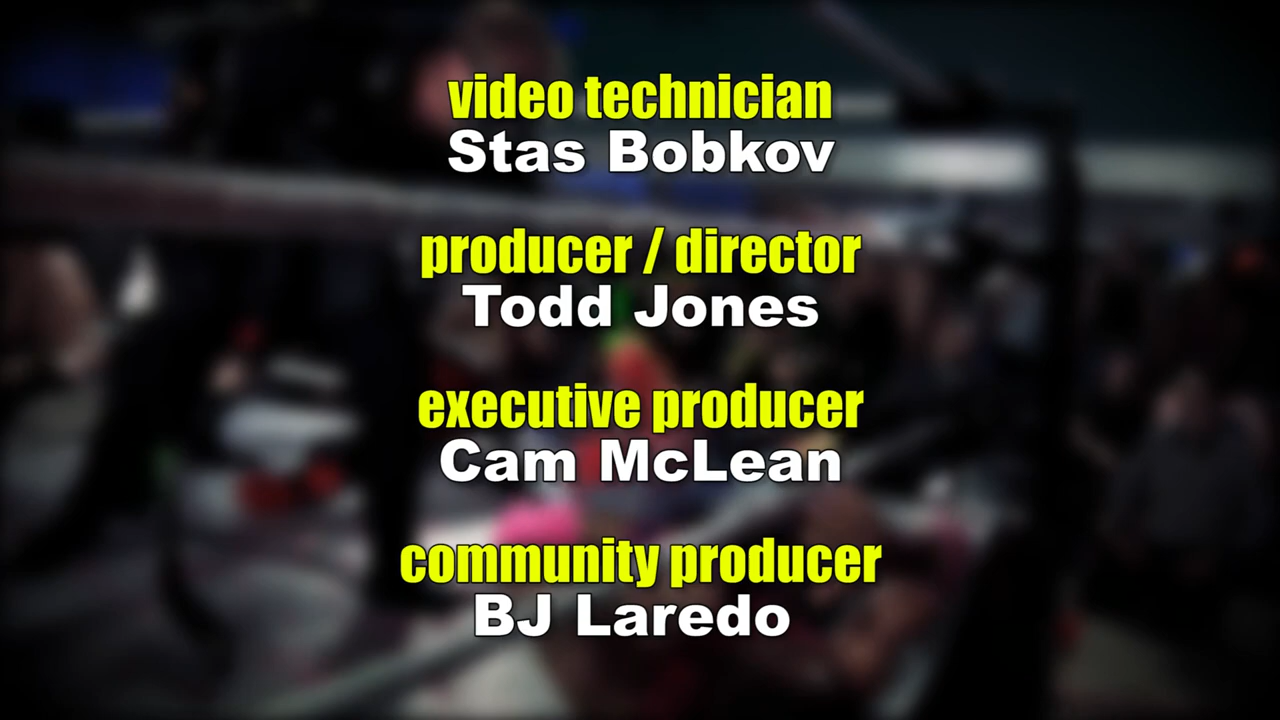 video technician
Stas Bobkov
producer / director
Todd Jones
executive producer
Cam McLean
community producer
BJ Laredo